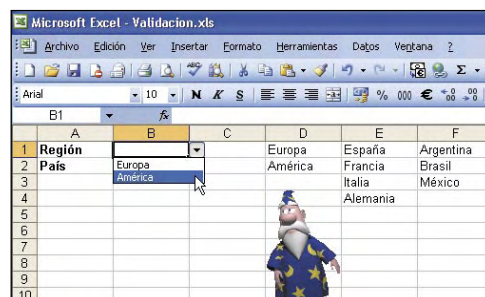 Microsoft Excel - Validacion.xls
Archivo Edición Ver Insertar Formato Herramientas Datos Ventana ?
Arial 10 N K S % 000 €
B1 fx
A B C D E F
1 Región Europa España Argentina
2 País Europa América Francia Brasil
3 América Italia México
4 Alemania
5
6
7
8
9
10